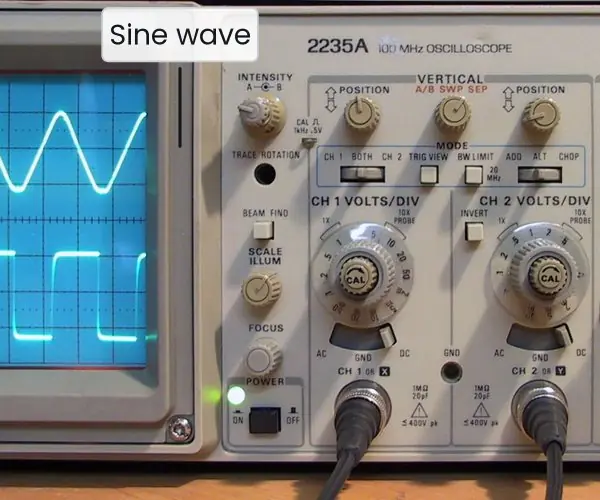 Sine wave
2235A 100 MHz OSCILLOSCOPE
INTENSITY
A B
VERTICAL
POSITION A/B SWP SEP POSITION
CAL
1kHz .5V
TRACE ROTATION
MODE
CH 1 BOTH CH 2 TRIG VIEW BW LIMIT ADD ALT CHOP
20
MHz
CH 1 VOLTS/DIV CH 2 VOLTS/DIV
1X 10X
PROBE
INVERT
1X 10X
PROBE
BEAM FIND
SCALE
ILLUM
CAL CAL
FOCUS
AC GND DC GND AC GND DC
CH 1 OR X CH 2 OR Y
POWER
ON OFF
1MΩ
20pF
≤400V pk
1MΩ
20pF
≤400V pk